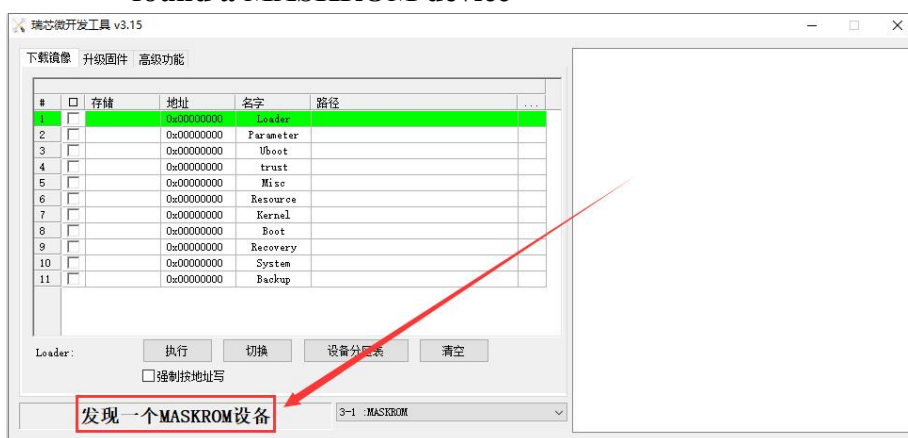 found a MASKROM device
瑞芯微开发工具 v3.15
下载镜像 升级固件 高级功能
# 存储 地址 名字 路径 ...
1 0x00000000 Loader
2 0x00000000 Parameter
3 0x00000000 Uboot
4 0x00000000 trust
5 0x00000000 Misc
6 0x00000000 Resource
7 0x00000000 Kernel
8 0x00000000 Boot
9 0x00000000 Recovery
10 0x00000000 System
11 0x00000000 Backup
Loader: 执行 切换 设备分区表 清空
强制按地址写
发现一个MASKROM设备 3-1 :MASKROM